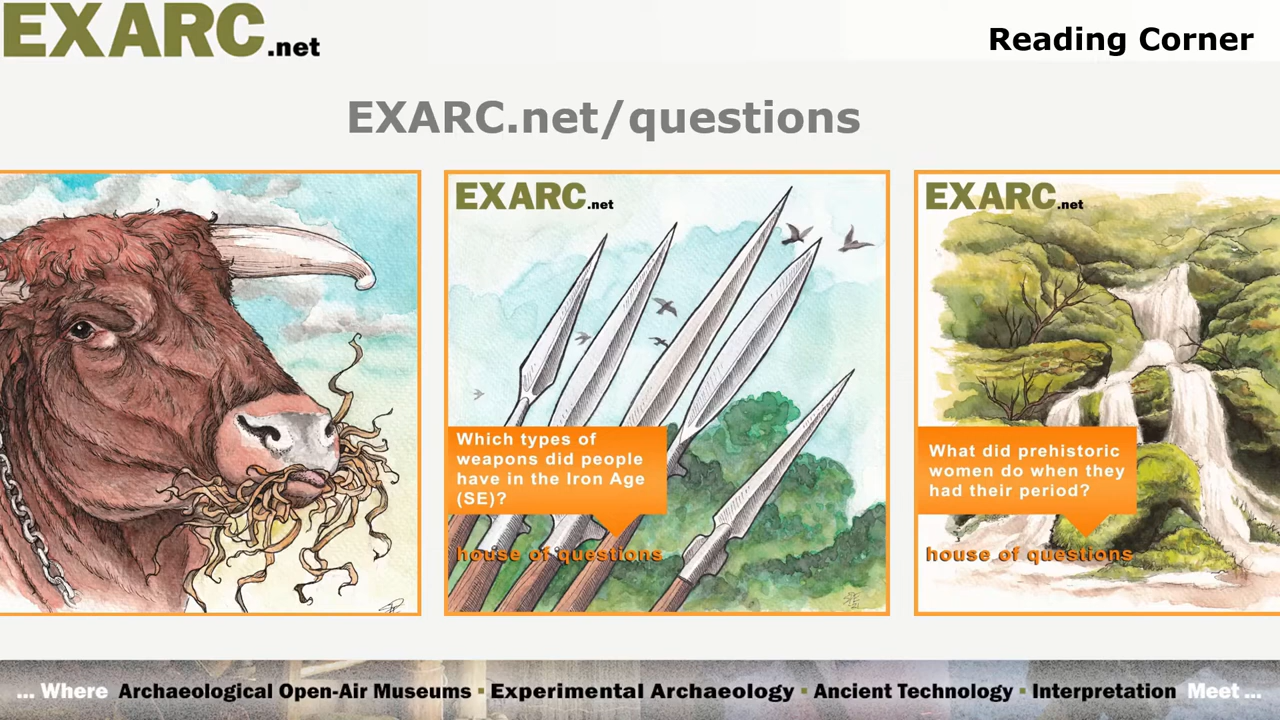 EXARC.net
Reading Corner
EXARC.net/questions
EXARC.net
Which types of
weapons did people
have in the Iron Age
(SE)?
house of questions
EXARC.net
What did prehistoric
women do when they
had their period?
house of questions
... Where Archaeological Open-Air Museums ▪ Experimental Archaeology ▪ Ancient Technology ▪ Interpretation Meet ...